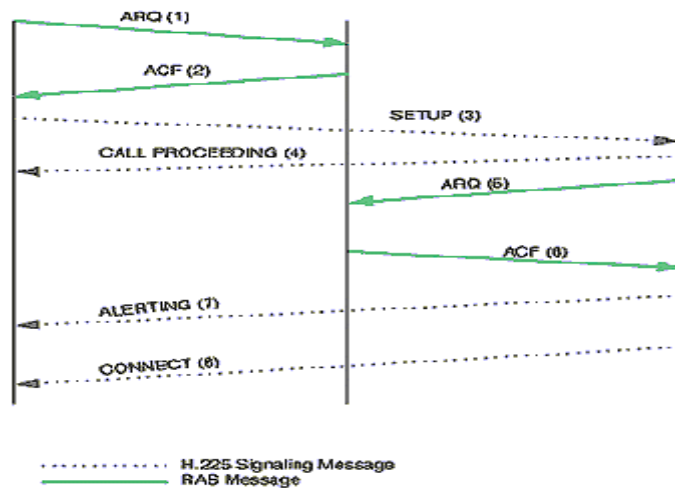 ARQ (1)
ACF (2)
SETUP (3)
CALL PROCEEDING (4)
ARQ (5)
ACF (6)
ALERTING (7)
CONNECT (8)
H.225 Signaling Message
RAS Message